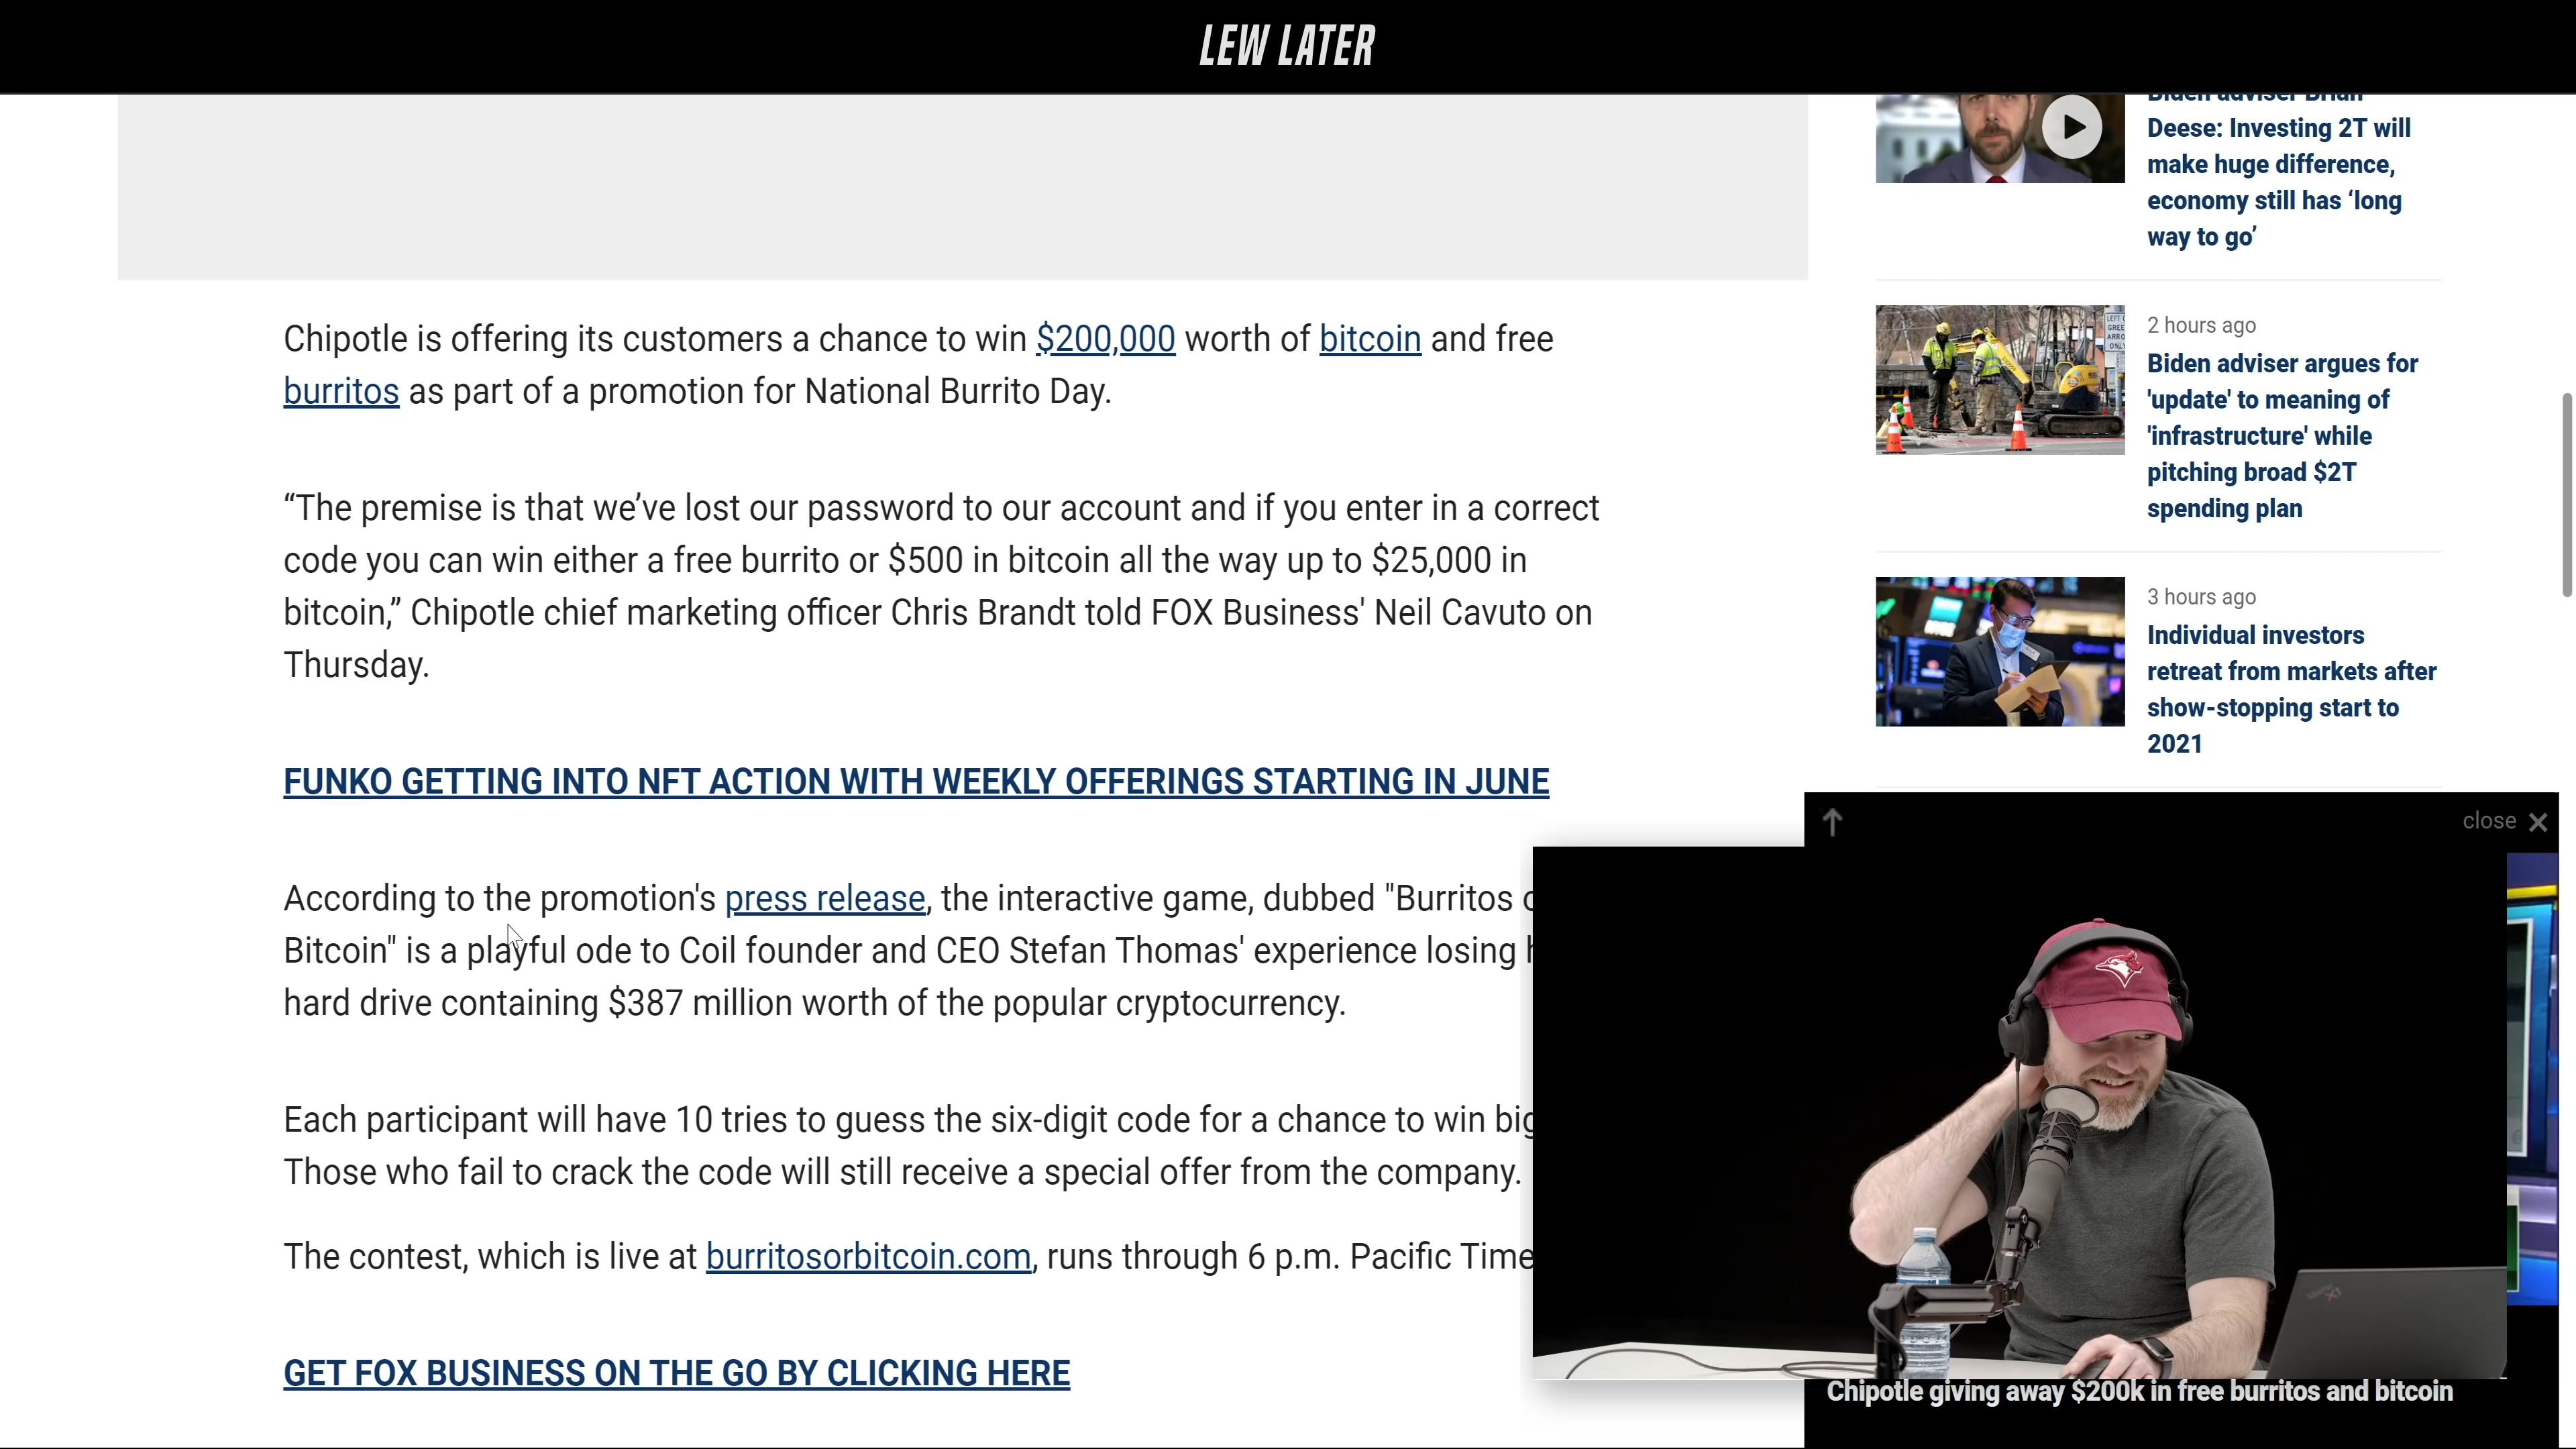 LEW LATER
Biden adviser Brian
Deese: Investing 2T will
make huge difference,
economy still has ‘long
way to go’
Chipotle is offering its customers a chance to win $200,000 worth of bitcoin and free
burritos as part of a promotion for National Burrito Day.
“The premise is that we’ve lost our password to our account and if you enter in a correct
code you can win either a free burrito or $500 in bitcoin all the way up to $25,000 in
bitcoin,” Chipotle chief marketing officer Chris Brandt told FOX Business' Neil Cavuto on
Thursday.
FUNKO GETTING INTO NFT ACTION WITH WEEKLY OFFERINGS STARTING IN JUNE
According to the promotion's press release, the interactive game, dubbed "Burritos
Bitcoin" is a playful ode to Coil founder and CEO Stefan Thomas' experience losing
hard drive containing $387 million worth of the popular cryptocurrency.
Each participant will have 10 tries to guess the six-digit code for a chance to win big
Those who fail to crack the code will still receive a special offer from the company.
The contest, which is live at burritosorbitcoin.com, runs through 6 p.m. Pacific Time
GET FOX BUSINESS ON THE GO BY CLICKING HERE
2 hours ago
Biden adviser argues for
'update' to meaning of
'infrastructure' while
pitching broad $2T
spending plan
3 hours ago
Individual investors
retreat from markets after
show-stopping start to
2021
close
Chipotle giving away $200k in free burritos and bitcoin